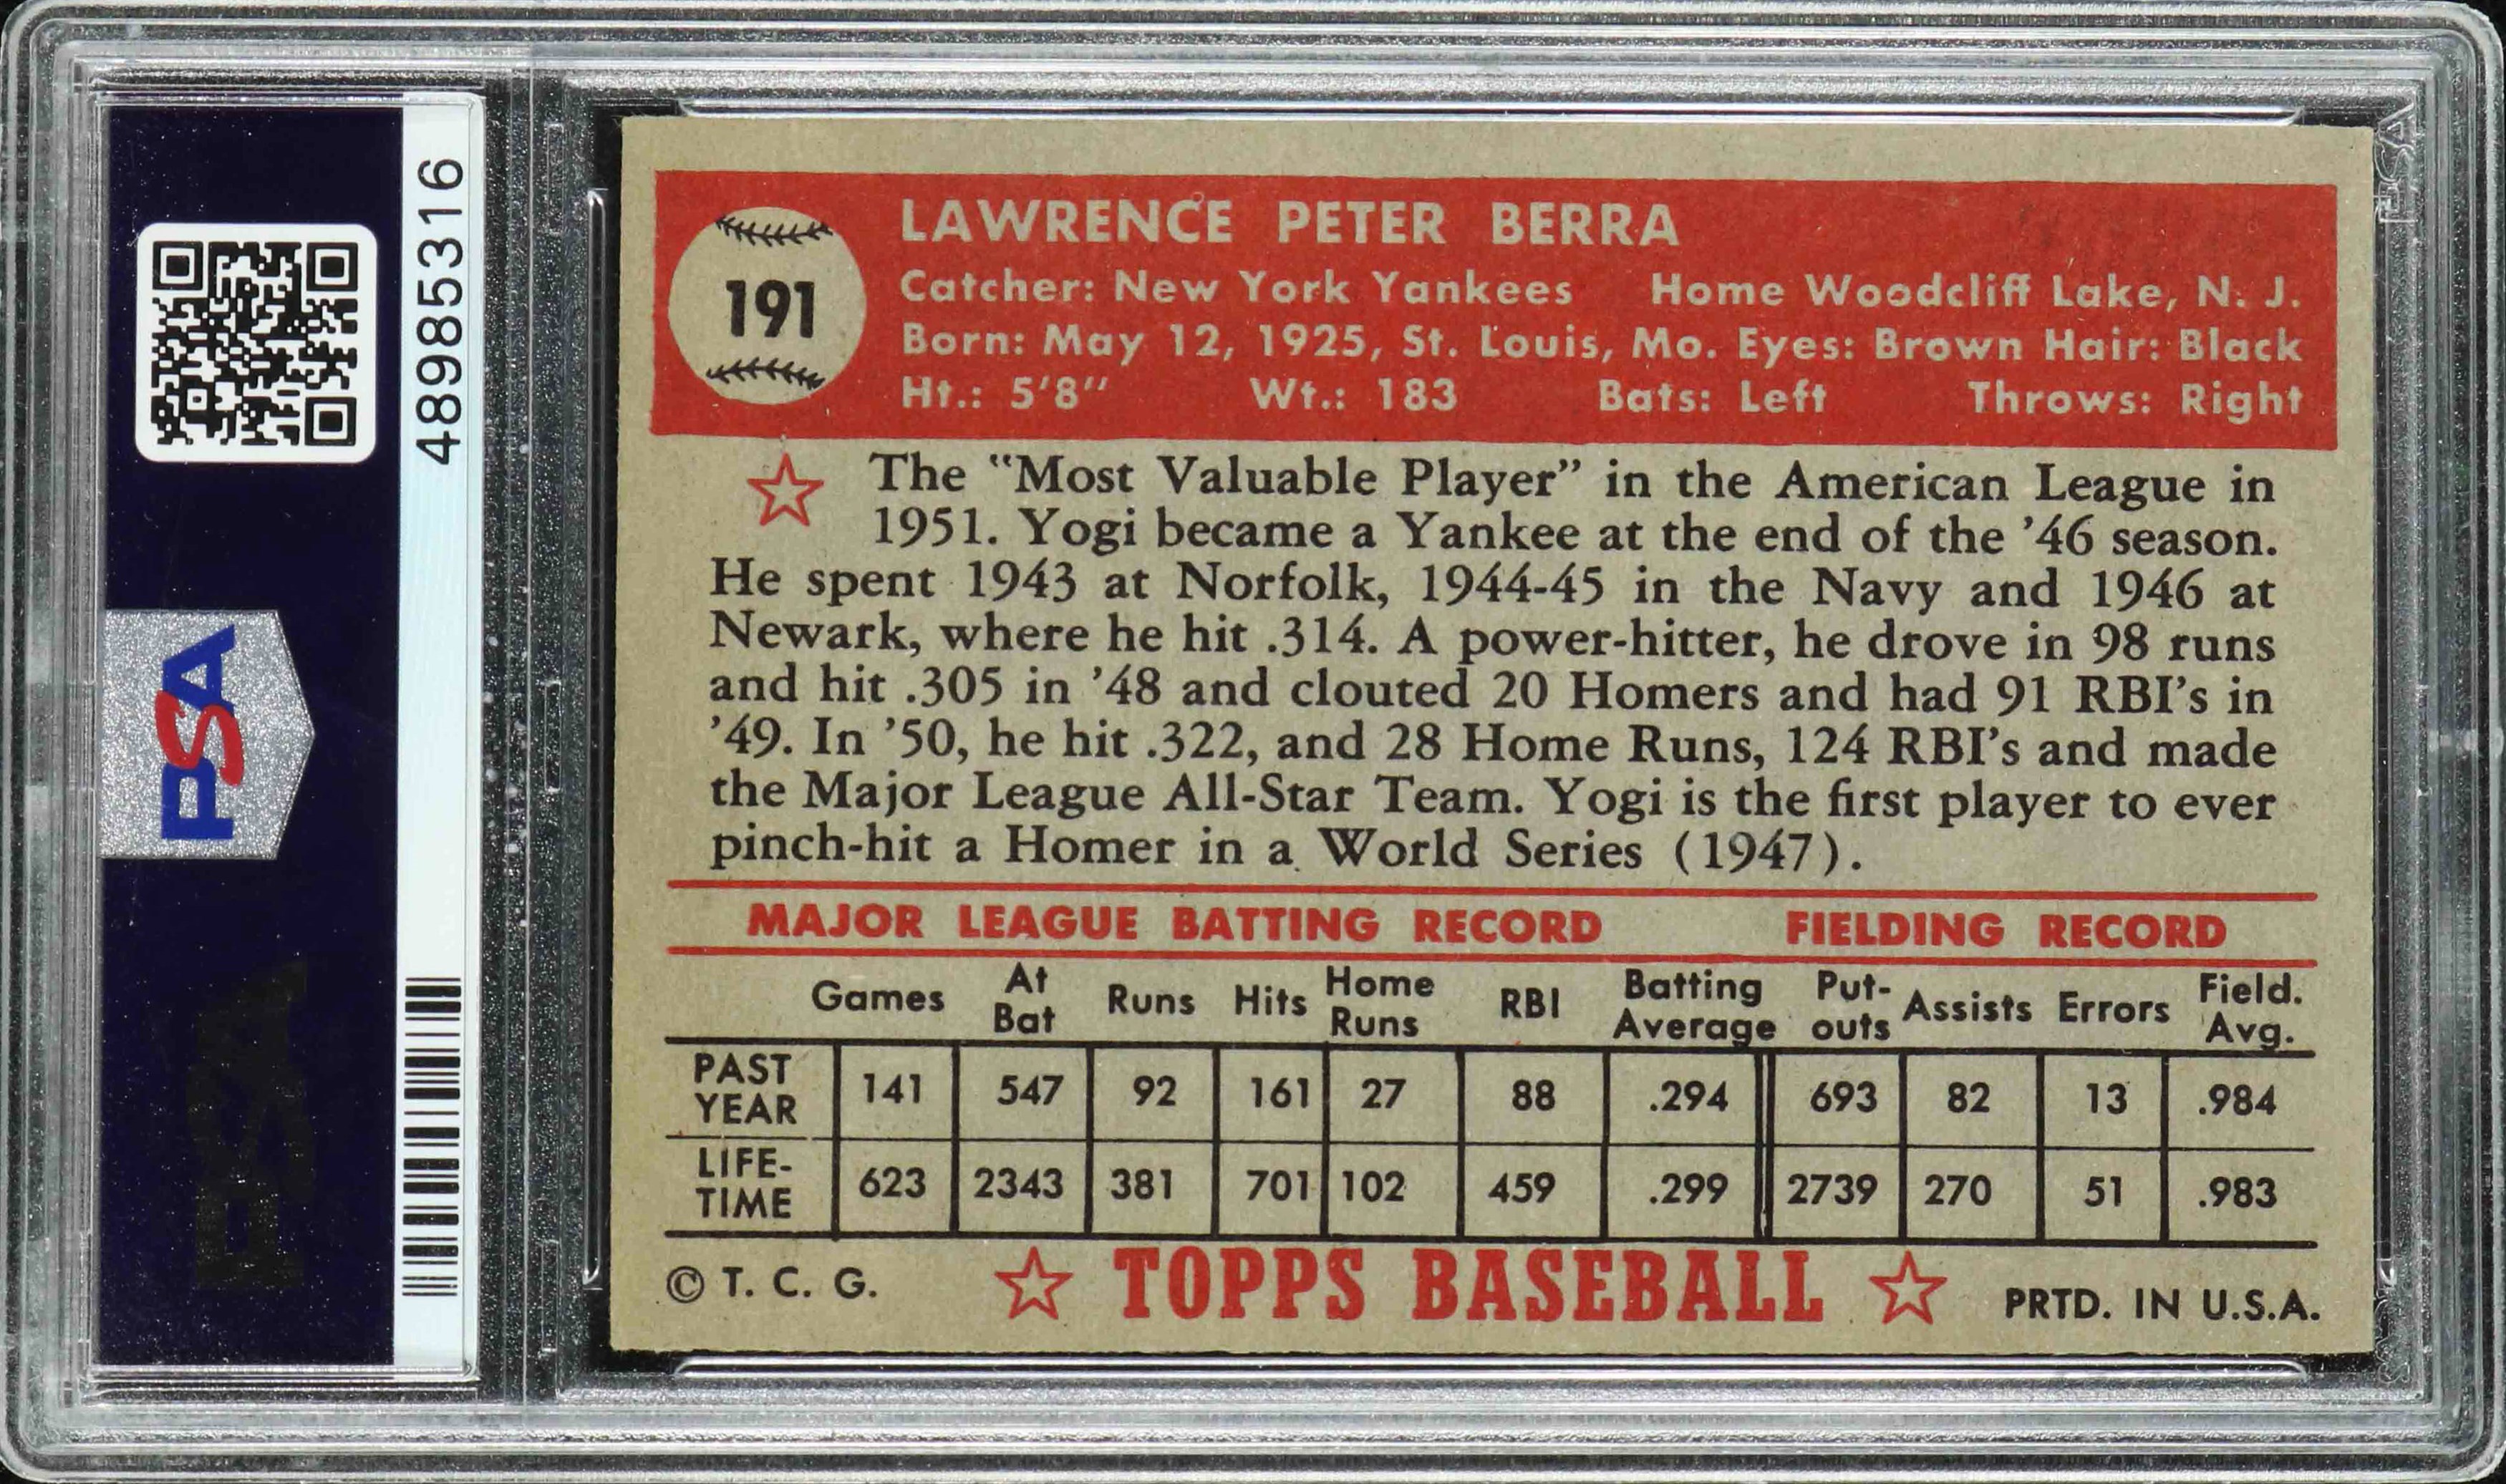 48985316
PSA
191
LAWRENCE PETER BERRA
Catcher: New York Yankees Home Woodcliff Lake, N. J.
Born: May 12, 1925, St. Louis, Mo. Eyes: Brown Hair: Black
Ht.: 5'8" Wt.: 183 Bats: Left Throws: Right
The "Most Valuable Player" in the American League in
1951. Yogi became a Yankee at the end of the '46 season.
He spent 1943 at Norfolk, 1944-45 in the Navy and 1946 at
Newark, where he hit .314. A power-hitter, he drove in 98 runs
and hit .305 in '48 and clouted 20 Homers and had 91 RBI's in
'49. In '50, he hit .322, and 28 Home Runs, 124 RBI's and made
the Major League All-Star Team. Yogi is the first player to ever
pinch-hit a Homer in a World Series (1947).
MAJOR LEAGUE BATTING RECORD FIELDING RECORD
Games At Bat Runs Hits Home Runs RBI Batting Average Put-outs Assists Errors Field. Avg.
PAST YEAR 141 547 92 161 27 88 .294 693 82 13 .984
LIFE-TIME 623 2343 381 701 102 459 .299 2739 270 51 .983
© T. C. G. ☆ TOPPS BASEBALL ☆ PRTD. IN U.S.A.
PSA
PSA